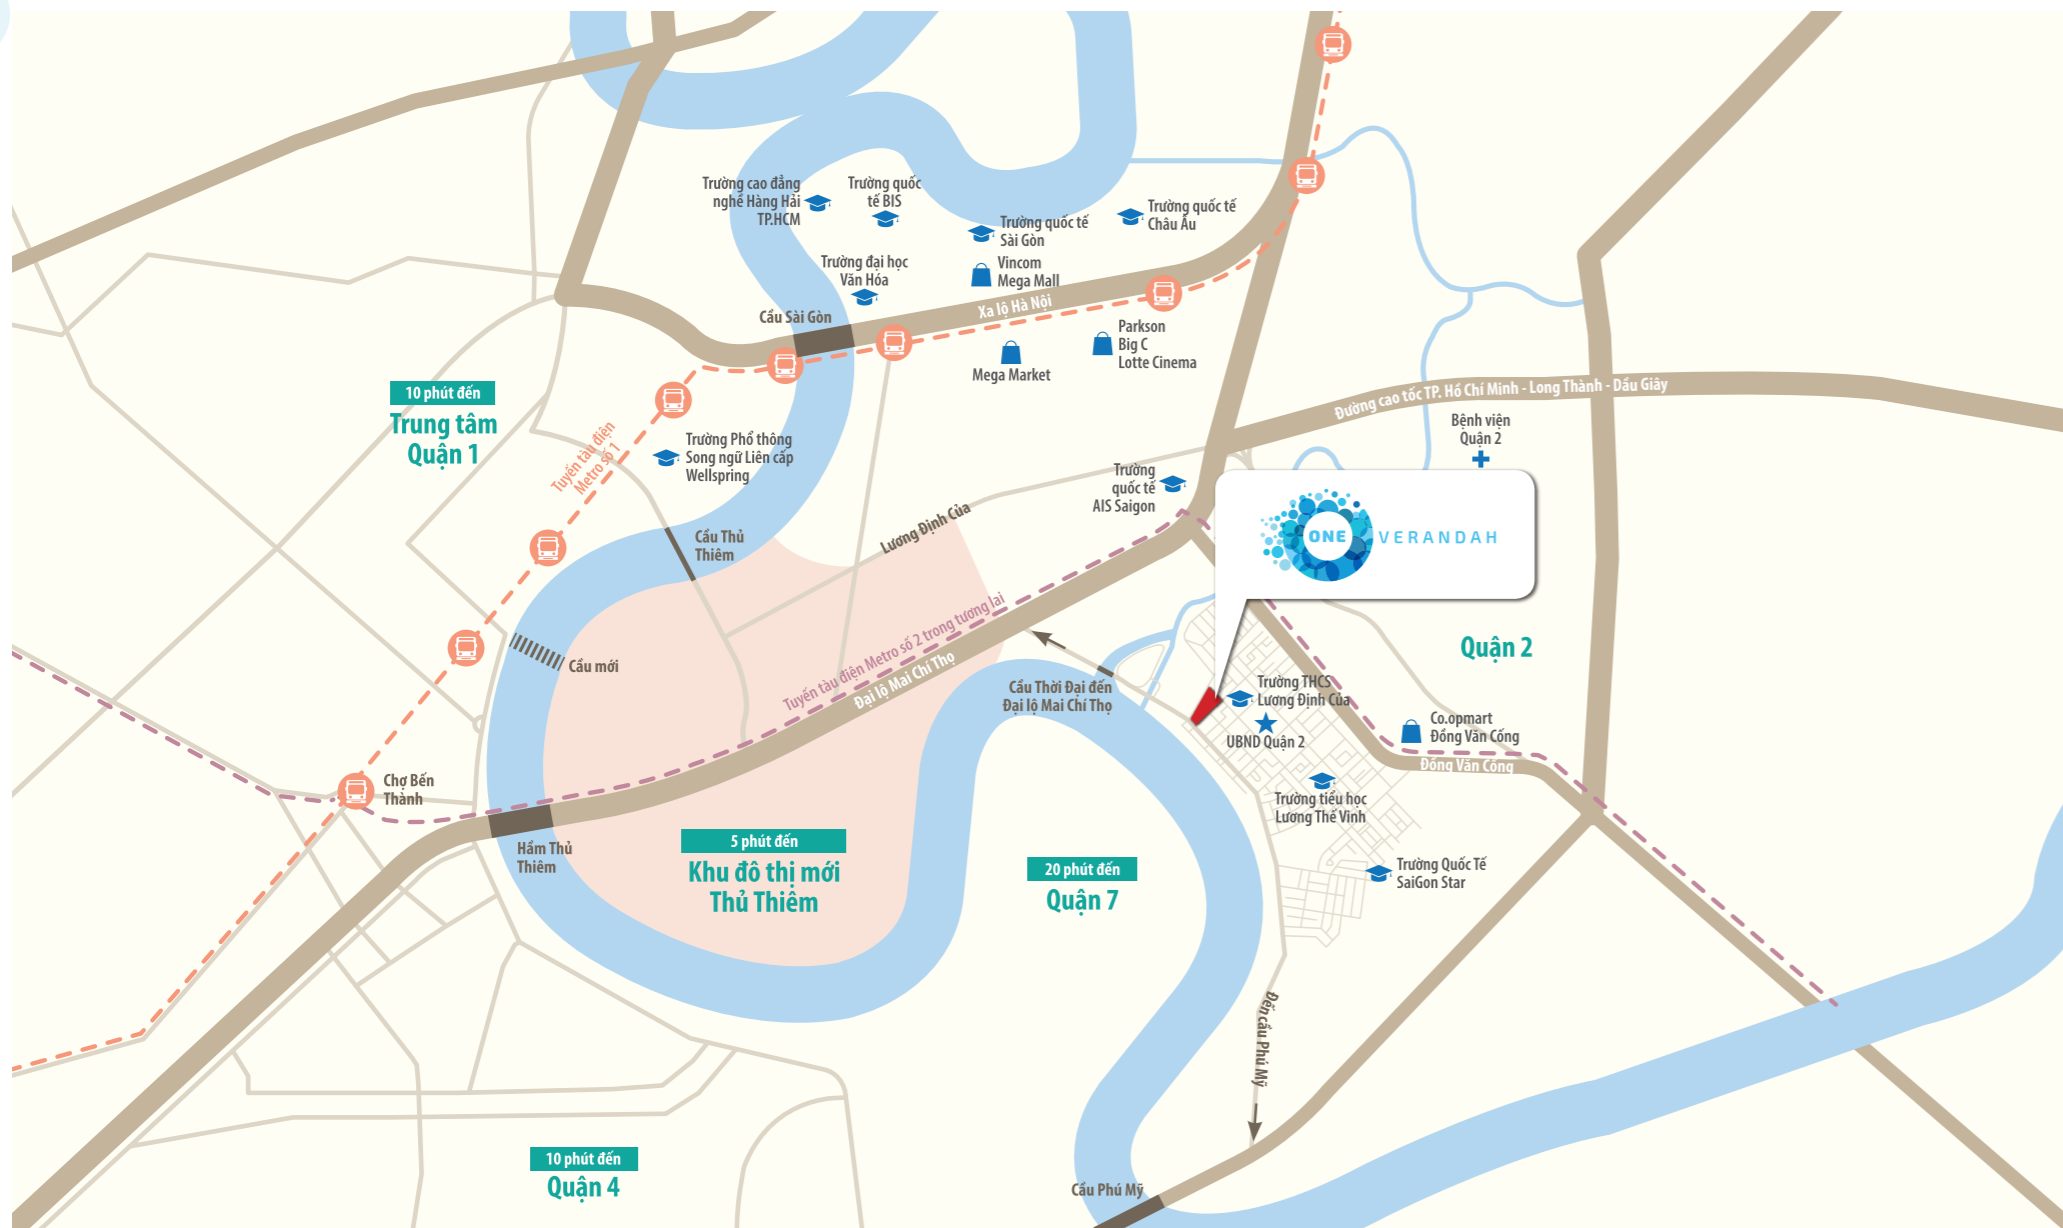 Trường cao đẳng
nghề Hàng Hải
TP.HCM
Trường quốc
tế BIS
Trường quốc tế
Sài Gòn
Trường quốc tế
Châu Âu
Trường đại học
Văn Hóa
Vincom
Mega Mall
Cầu Sài Gòn
Xa lộ Hà Nội
Parkson
Big C
Lotte Cinema
Mega Market
10 phút đến
Trung tâm
Quận 1
Đường cao tốc TP. Hồ Chí Minh - Long Thành - Dầu Giây
Bệnh viện
Quận 2
Tuyến tàu điện
Metro số 1
Trường Phổ thông
Song ngữ Liên cấp
Wellspring
Trường
quốc tế
AIS Saigon
ONE VERANDAH
Lương Định Của
Cầu Thủ
Thiêm
Tuyến tàu điện Metro số 2 trong tương lai
Đại lộ Mai Chí Thọ
Cầu mới
Quận 2
Cầu Thời Đại đến
Đại lộ Mai Chí Thọ
Trường THCS
Lương Định Của
UBND Quận 2
Co.opmart
Đồng Văn Cống
Đồng Văn Cống
Chợ Bến
Thành
Trường tiểu học
Lương Thế Vinh
Hầm Thủ
Thiêm
5 phút đến
Khu đô thị mới
Thủ Thiêm
20 phút đến
Quận 7
Trường Quốc Tế
SaiGon Star
Đến cầu Phú Mỹ
10 phút đến
Quận 4
Cầu Phú Mỹ